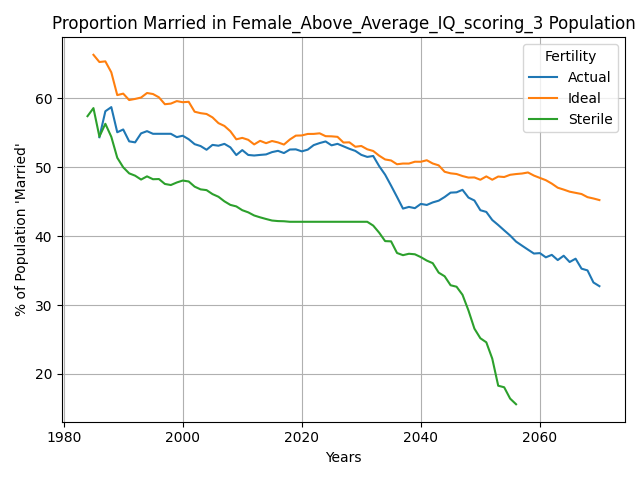 Proportion Married in Female_Above_Average_IQ_scoring_3 Population
Fertility
Actual
Ideal
Sterile
% of Population 'Married'
60
50
40
30
20
1980
2000
2020
2040
2060
Years